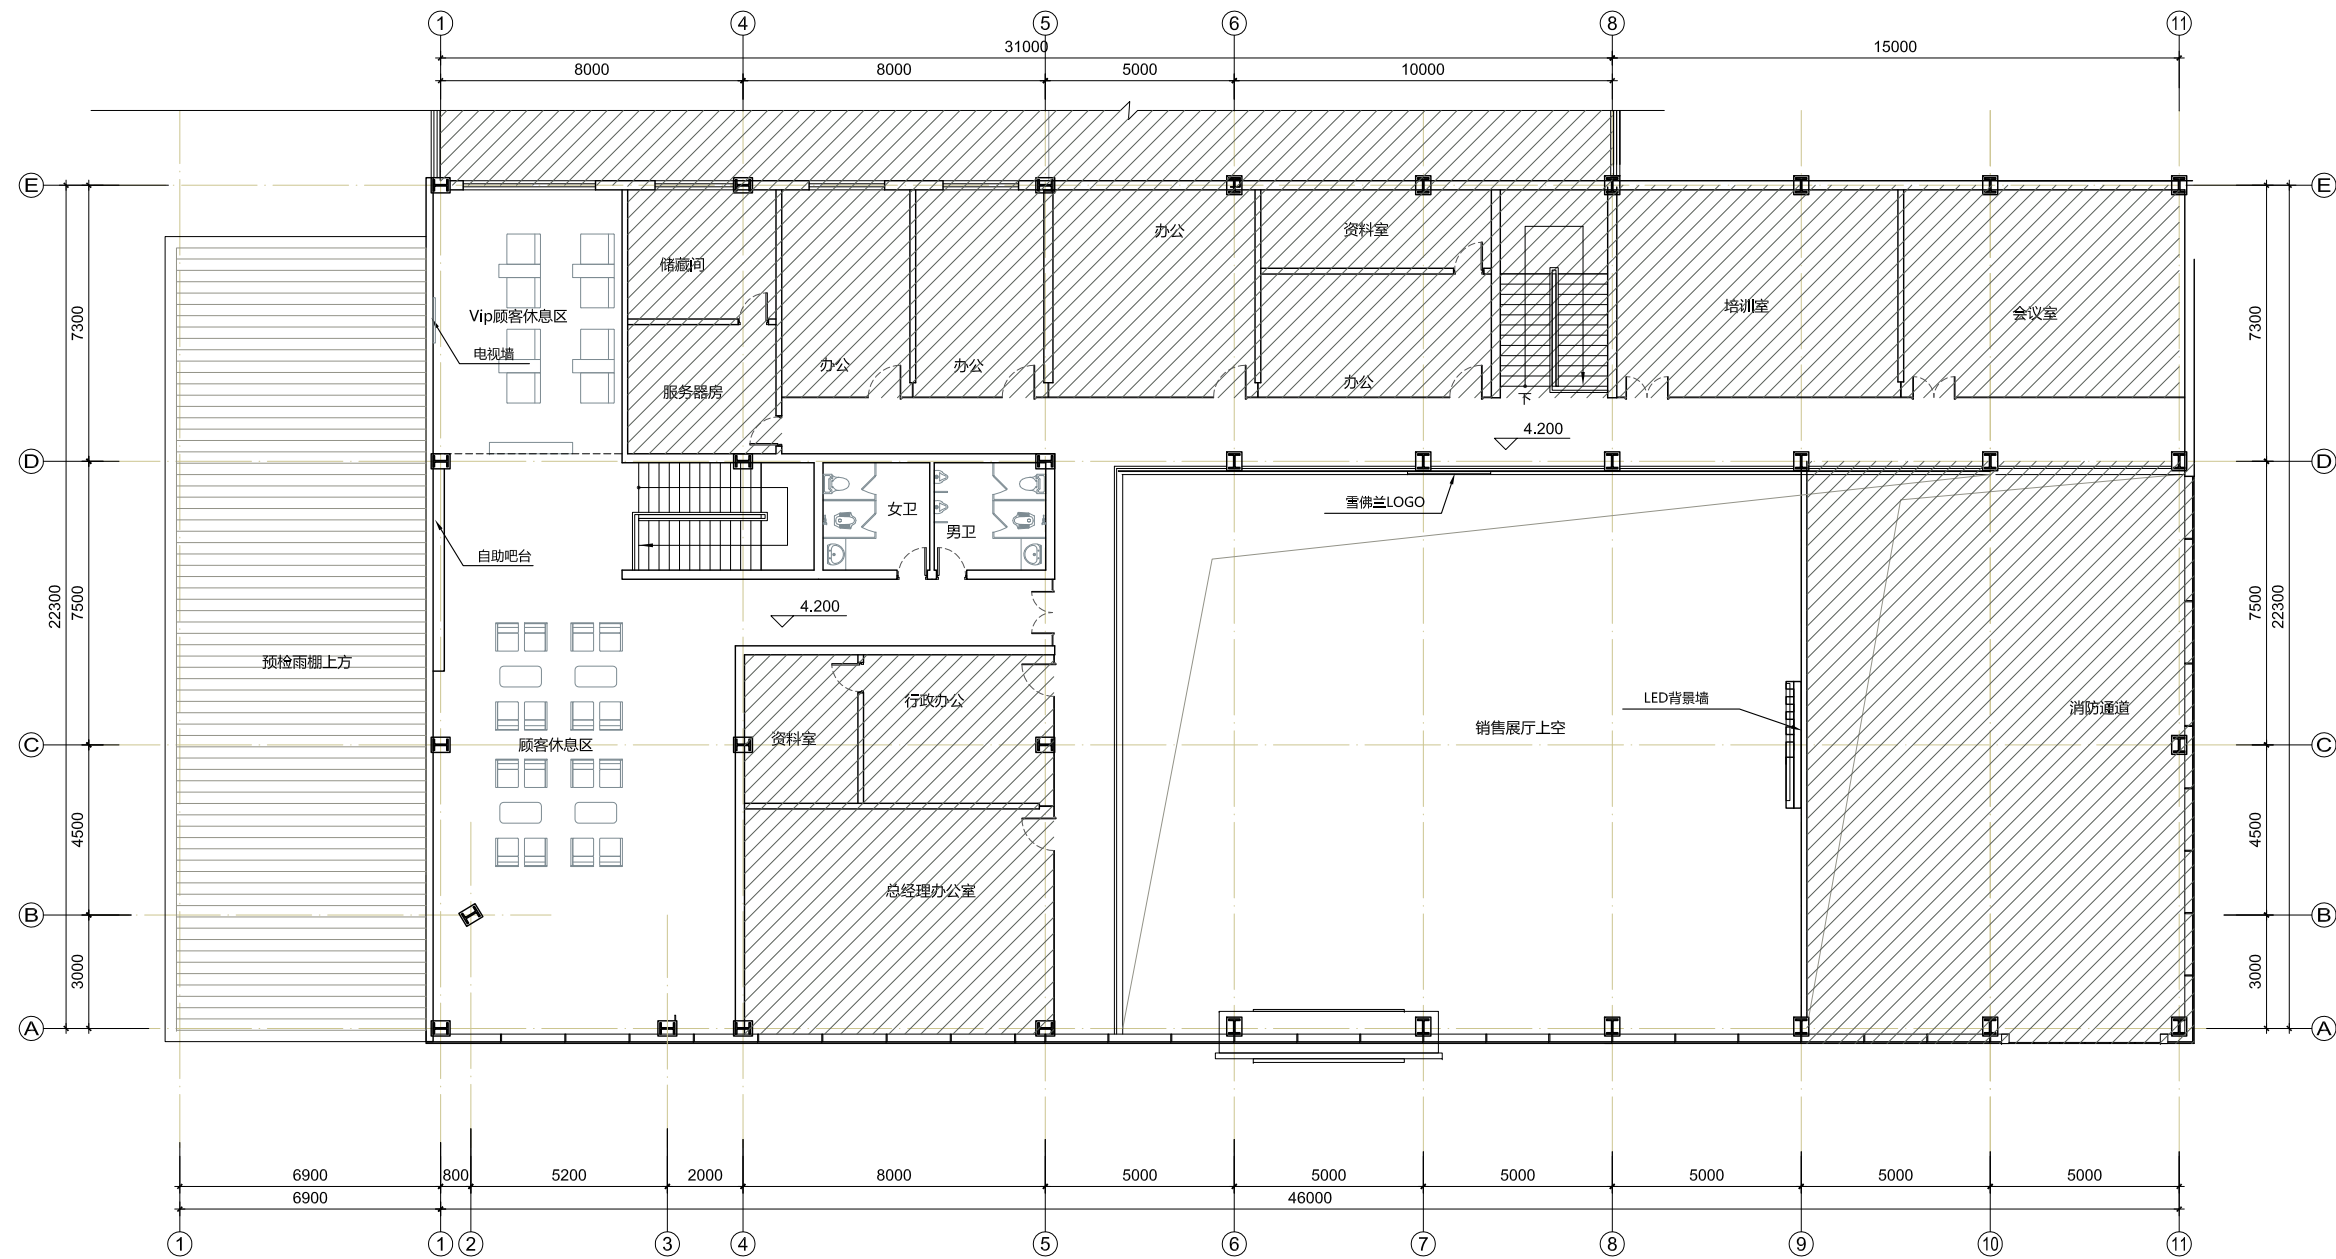 1 4 5 6 8 11
31000 15000
8000 8000 5000 10000
E E
办公 资料室
储藏间
培训室 会议室
Vip顾客休息区
7300 7300
电视墙
办公 办公
办公
服务器房
下
4.200
D D
雪佛兰LOGO
女卫
男卫
自助吧台
22300 7500 7500 22300
4.200
预检雨棚上方
行政办公
LED背景墙
消防通道
销售展厅上空
资料室
顾客休息区
C C
4500 4500
总经理办公室
B B
3000 3000
A A
6900 800 5200 2000 8000 5000 5000 5000 5000 5000 5000
6900 46000
1 1 2 3 4 5 6 7 8 9 10 11